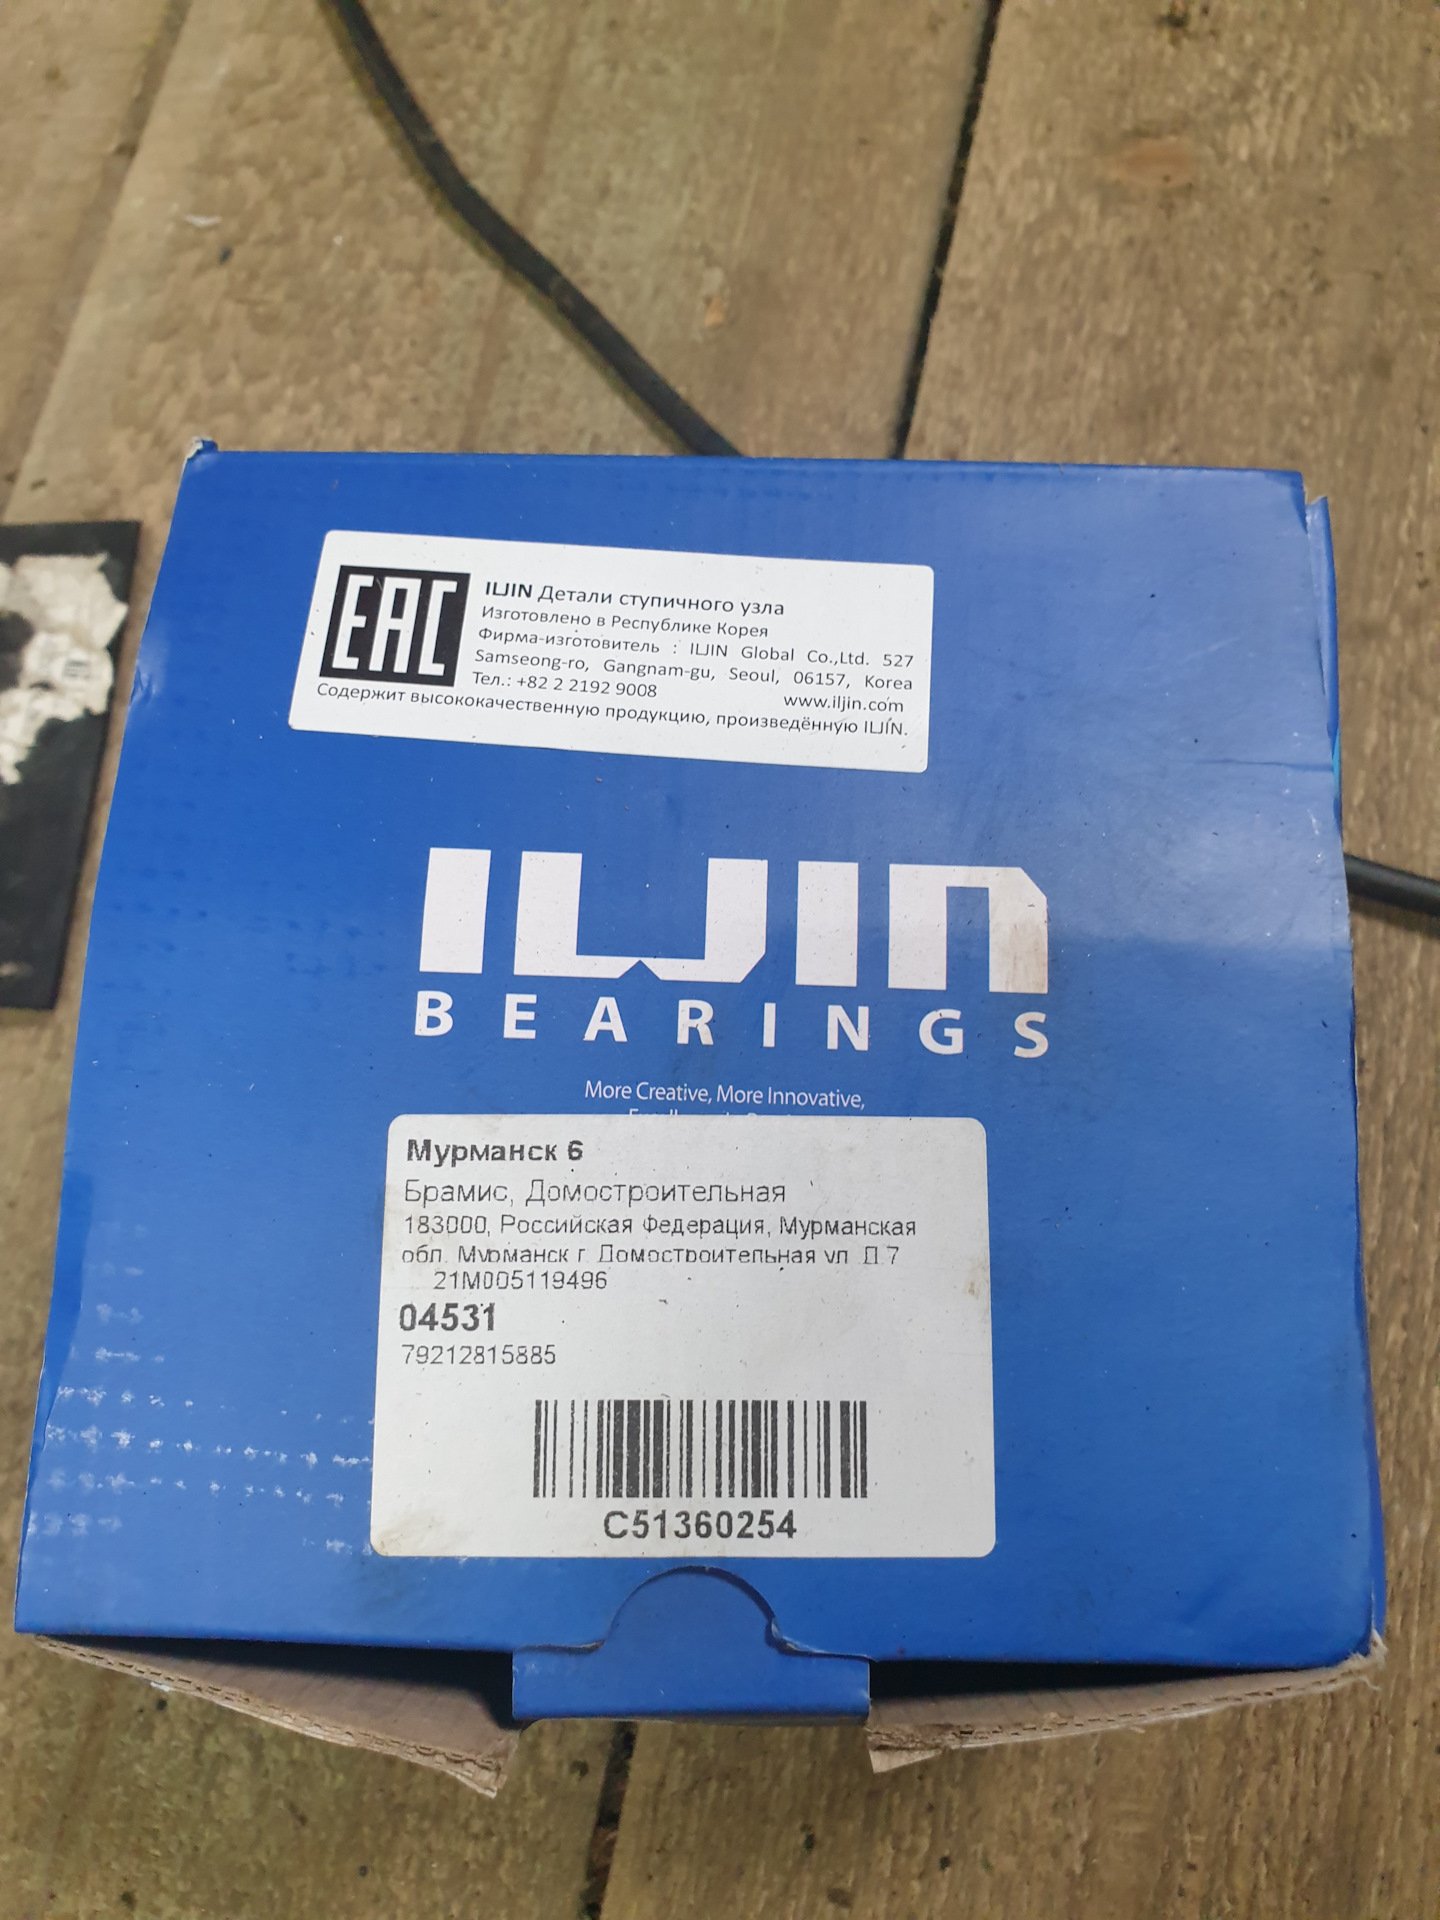 EAC
ILJIN Детали ступичного узла
Изготовлено в Республике Корея
Фирма-изготовитель : ILJIN Global Co.,Ltd. 527
Samseong-ro, Gangnam-gu, Seoul, 06157, Korea
Тел.: +82 2 2192 9008 www.iljin.com
Содержит высококачественную продукцию, произведённую ILJIN.
ILJIN
BEARINGS
More Creative, More Innovative,
Мурманск 6
Брамис, Домостроительная
183000, Российская Федерация, Мурманская
обл, Мурманск г, Домостроительная ул, Д.7
21M005119496
04531
79212815885
C51360254